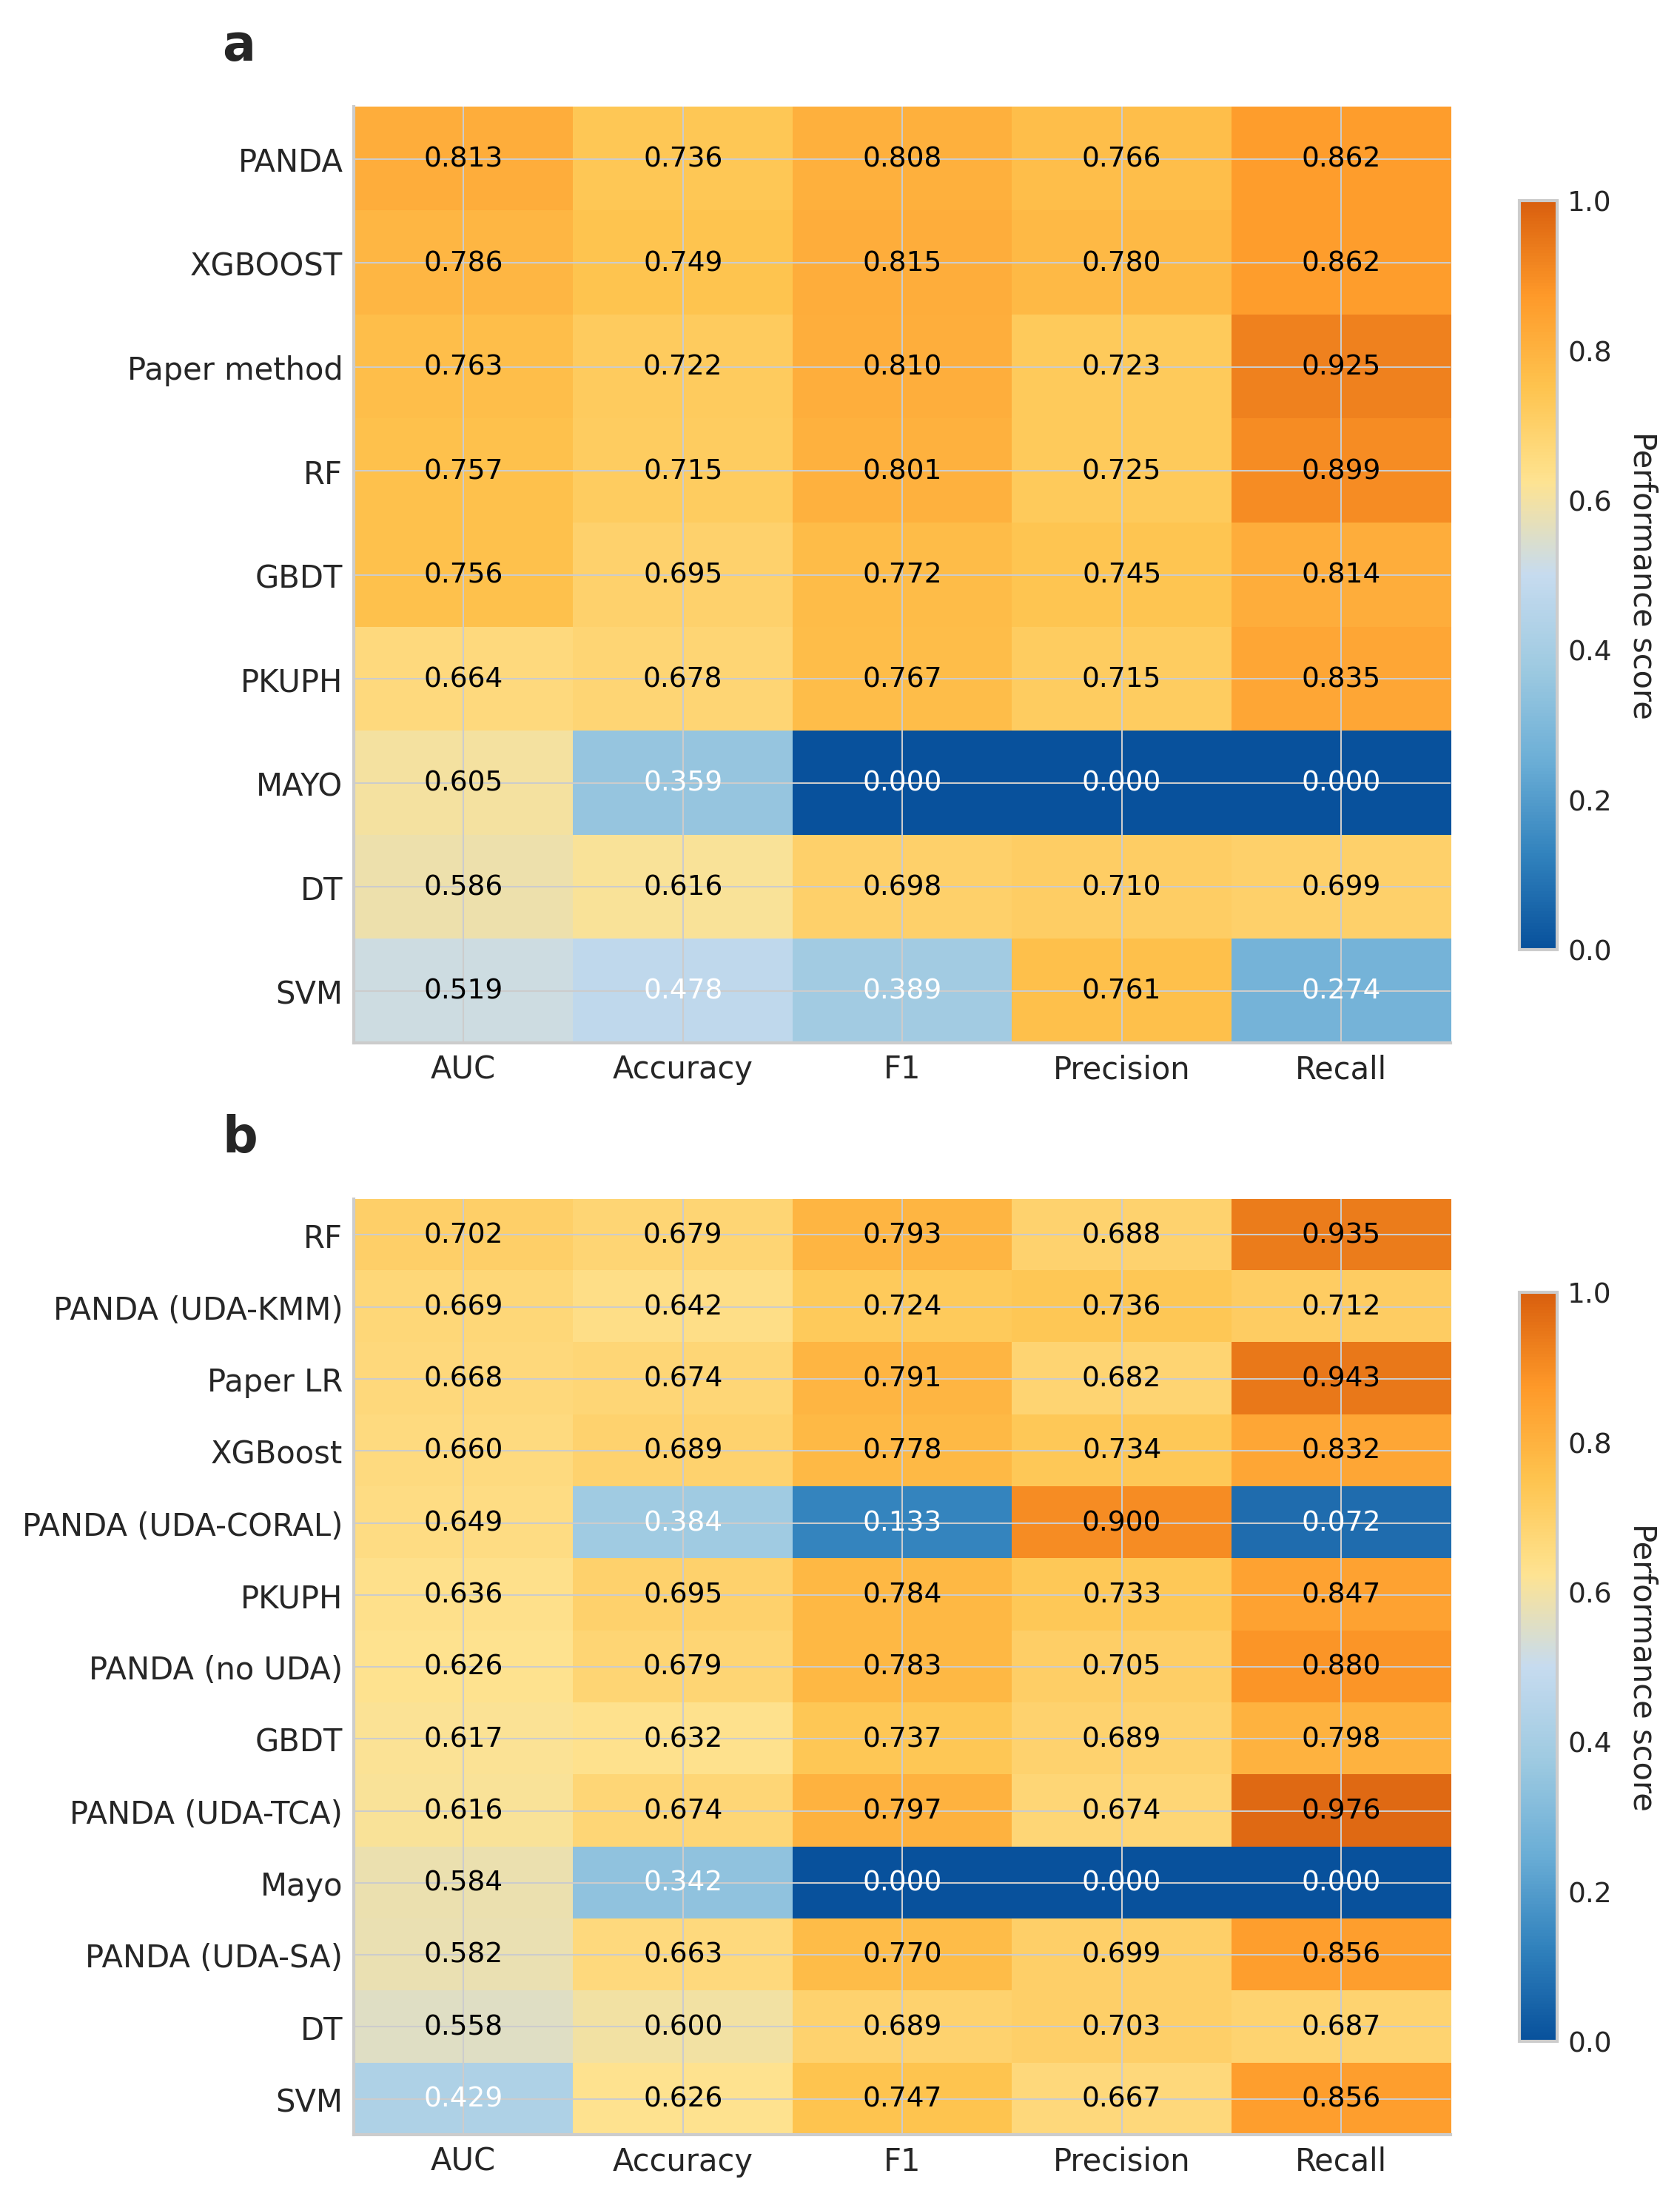 a
PANDA 0.813 0.736 0.808 0.766 0.862
XGBOOST 0.786 0.749 0.815 0.780 0.862
Paper method 0.763 0.722 0.810 0.723 0.925
RF 0.757 0.715 0.801 0.725 0.899
GBDT 0.756 0.695 0.772 0.745 0.814
PKUPH 0.664 0.678 0.767 0.715 0.835
MAYO 0.605 0.359 0.000 0.000 0.000
DT 0.586 0.616 0.698 0.710 0.699
SVM 0.519 0.478 0.389 0.761 0.274
AUC Accuracy F1 Precision Recall
1.0
0.8
0.6
0.4
0.2
0.0
Performance score
b
RF 0.702 0.679 0.793 0.688 0.935
PANDA (UDA-KMM) 0.669 0.642 0.724 0.736 0.712
Paper LR 0.668 0.674 0.791 0.682 0.943
XGBoost 0.660 0.689 0.778 0.734 0.832
PANDA (UDA-CORAL) 0.649 0.384 0.133 0.900 0.072
PKUPH 0.636 0.695 0.784 0.733 0.847
PANDA (no UDA) 0.626 0.679 0.783 0.705 0.880
GBDT 0.617 0.632 0.737 0.689 0.798
PANDA (UDA-TCA) 0.616 0.674 0.797 0.674 0.976
Mayo 0.584 0.342 0.000 0.000 0.000
PANDA (UDA-SA) 0.582 0.663 0.770 0.699 0.856
DT 0.558 0.600 0.689 0.703 0.687
SVM 0.429 0.626 0.747 0.667 0.856
AUC Accuracy F1 Precision Recall
1.0
0.8
0.6
0.4
0.2
0.0
Performance score